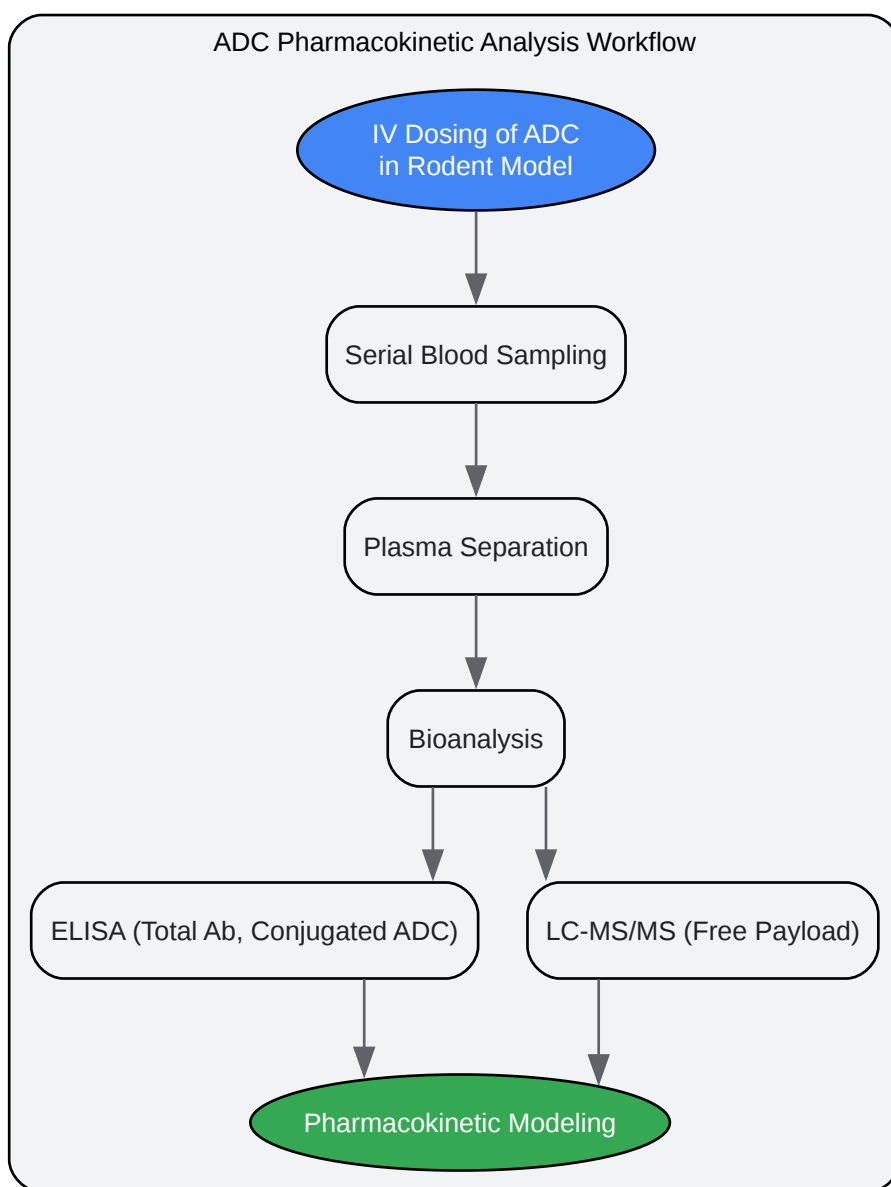 ADC Pharmacokinetic Analysis Workflow
IV Dosing of ADC
in Rodent Model
Serial Blood Sampling
Plasma Separation
Bioanalysis
ELISA (Total Ab, Conjugated ADC)
LC-MS/MS (Free Payload)
Pharmacokinetic Modeling